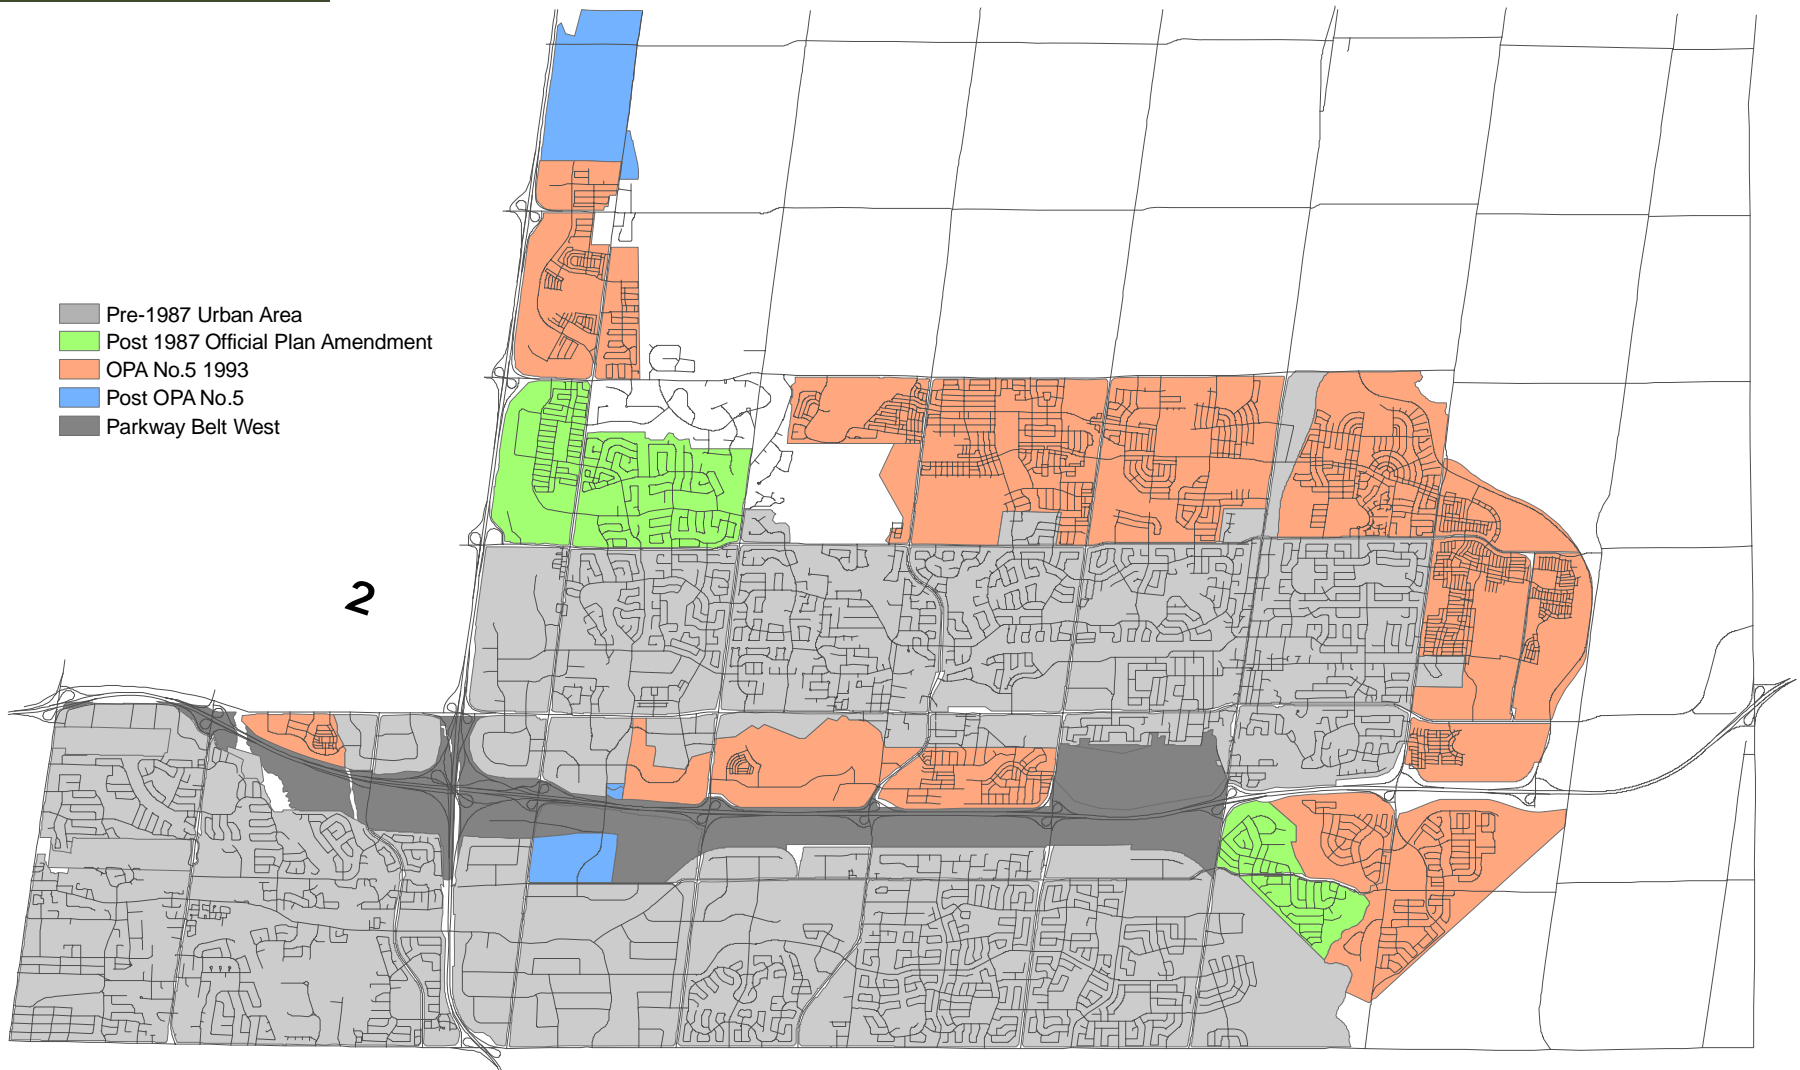 Pre-1987 Urban Area
Post 1987 Official Plan Amendment
OPA No.5 1993
Post OPA No.5
Parkway Belt West
2